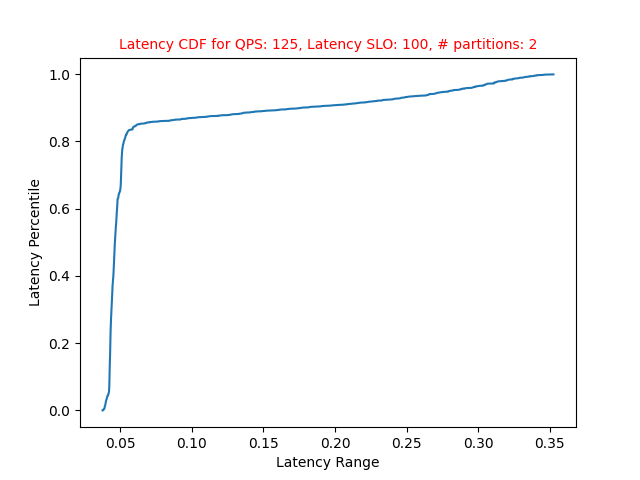 Latency CDF for QPS: 125, Latency SLO: 100, # partitions: 2
1.0
0.8
0.6
0.4
0.2
0.0
Latency Percentile
0.05 0.10 0.15 0.20 0.25 0.30 0.35
Latency Range